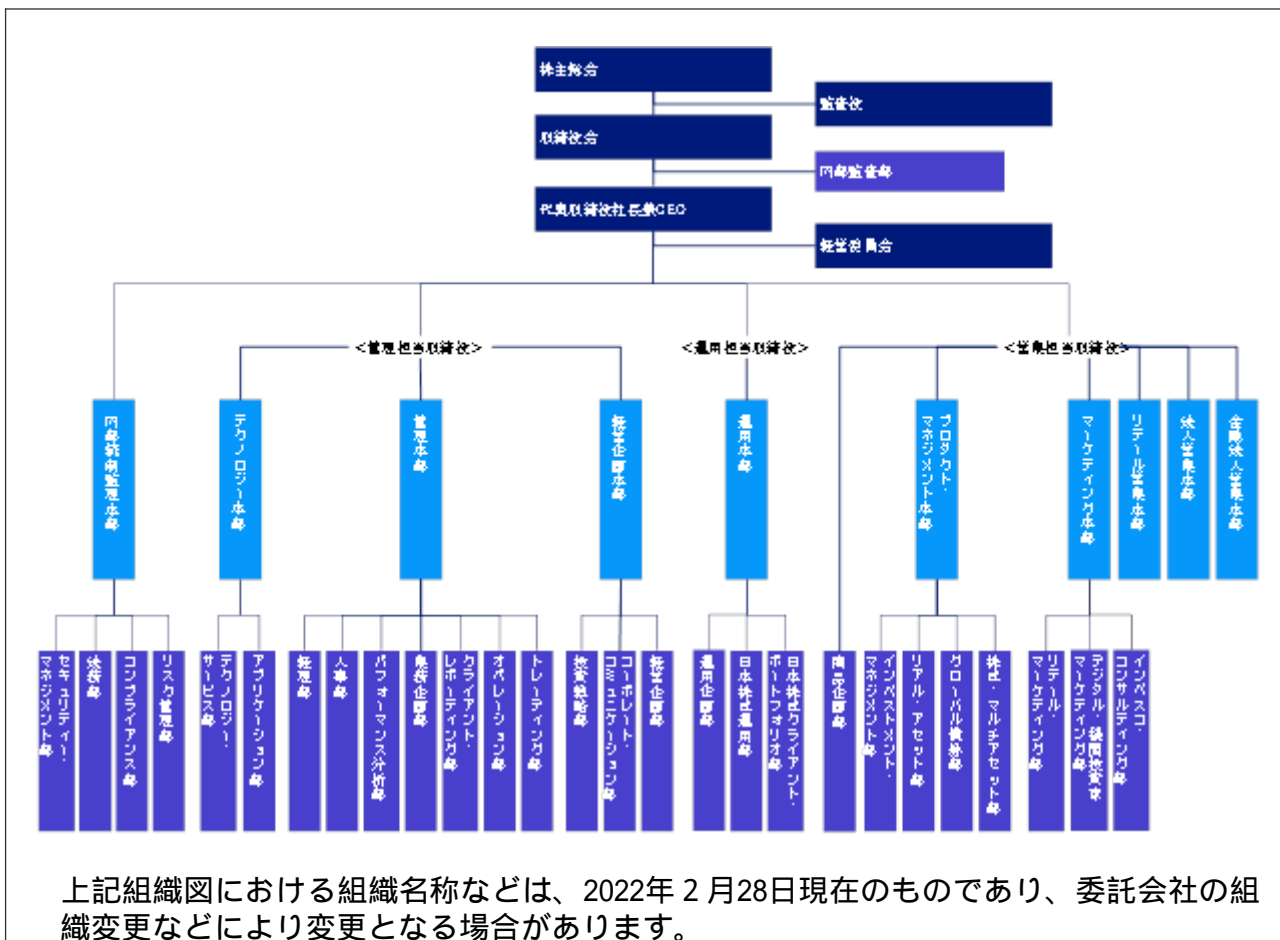 株主総会
監査役
取締役会
内部監査部
代表取締役社長兼CEO
経営委員会
＜管理担当取締役＞
＜運用担当取締役＞
＜営業担当取締役＞
内部統制監理本部
テクノロジー本部
管理本部
経営企画本部
運用本部
プロダクト・
マネジメント本部
マーケティング本部
リテール営業本部
法人営業本部
金融法人営業本部
セキュリティー・
マネジメント部
法務部
コンプライアンス部
リスク管理部
テクノロジー・
サービス部
アプリケーション部
経理部
人事部
パフォーマンス分析部
業務企画部
クライアント・
レポーティング部
オペレーション部
トレーディング部
投資戦略部
コーポレート・
コミュニケーション部
経営企画部
運用企画部
日本株式運用部
日本株式クライアント・
ポートフォリオ部
商品企画部
インベストメント・
マネジメント部
リアル・アセット部
グローバル債券部
株式・マルチアセット部
リテール・
マーケティング部
デジタル・機関投資家
マーケティング部
インベスコ・
コンサルティング部
上記組織図における組織名称などは、2022年２月28日現在のものであり、委託会社の組
織変更などにより変更となる場合があります。